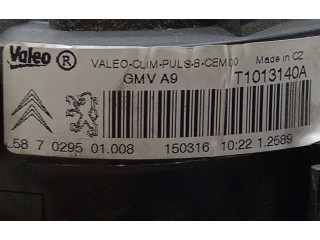 Valeo ® VALEO-CLIM-PULS-B-CEM00 Made in CZ
GMV A9 T1013140A
.58 7 0295 01.008 150316 10:22 1.2589